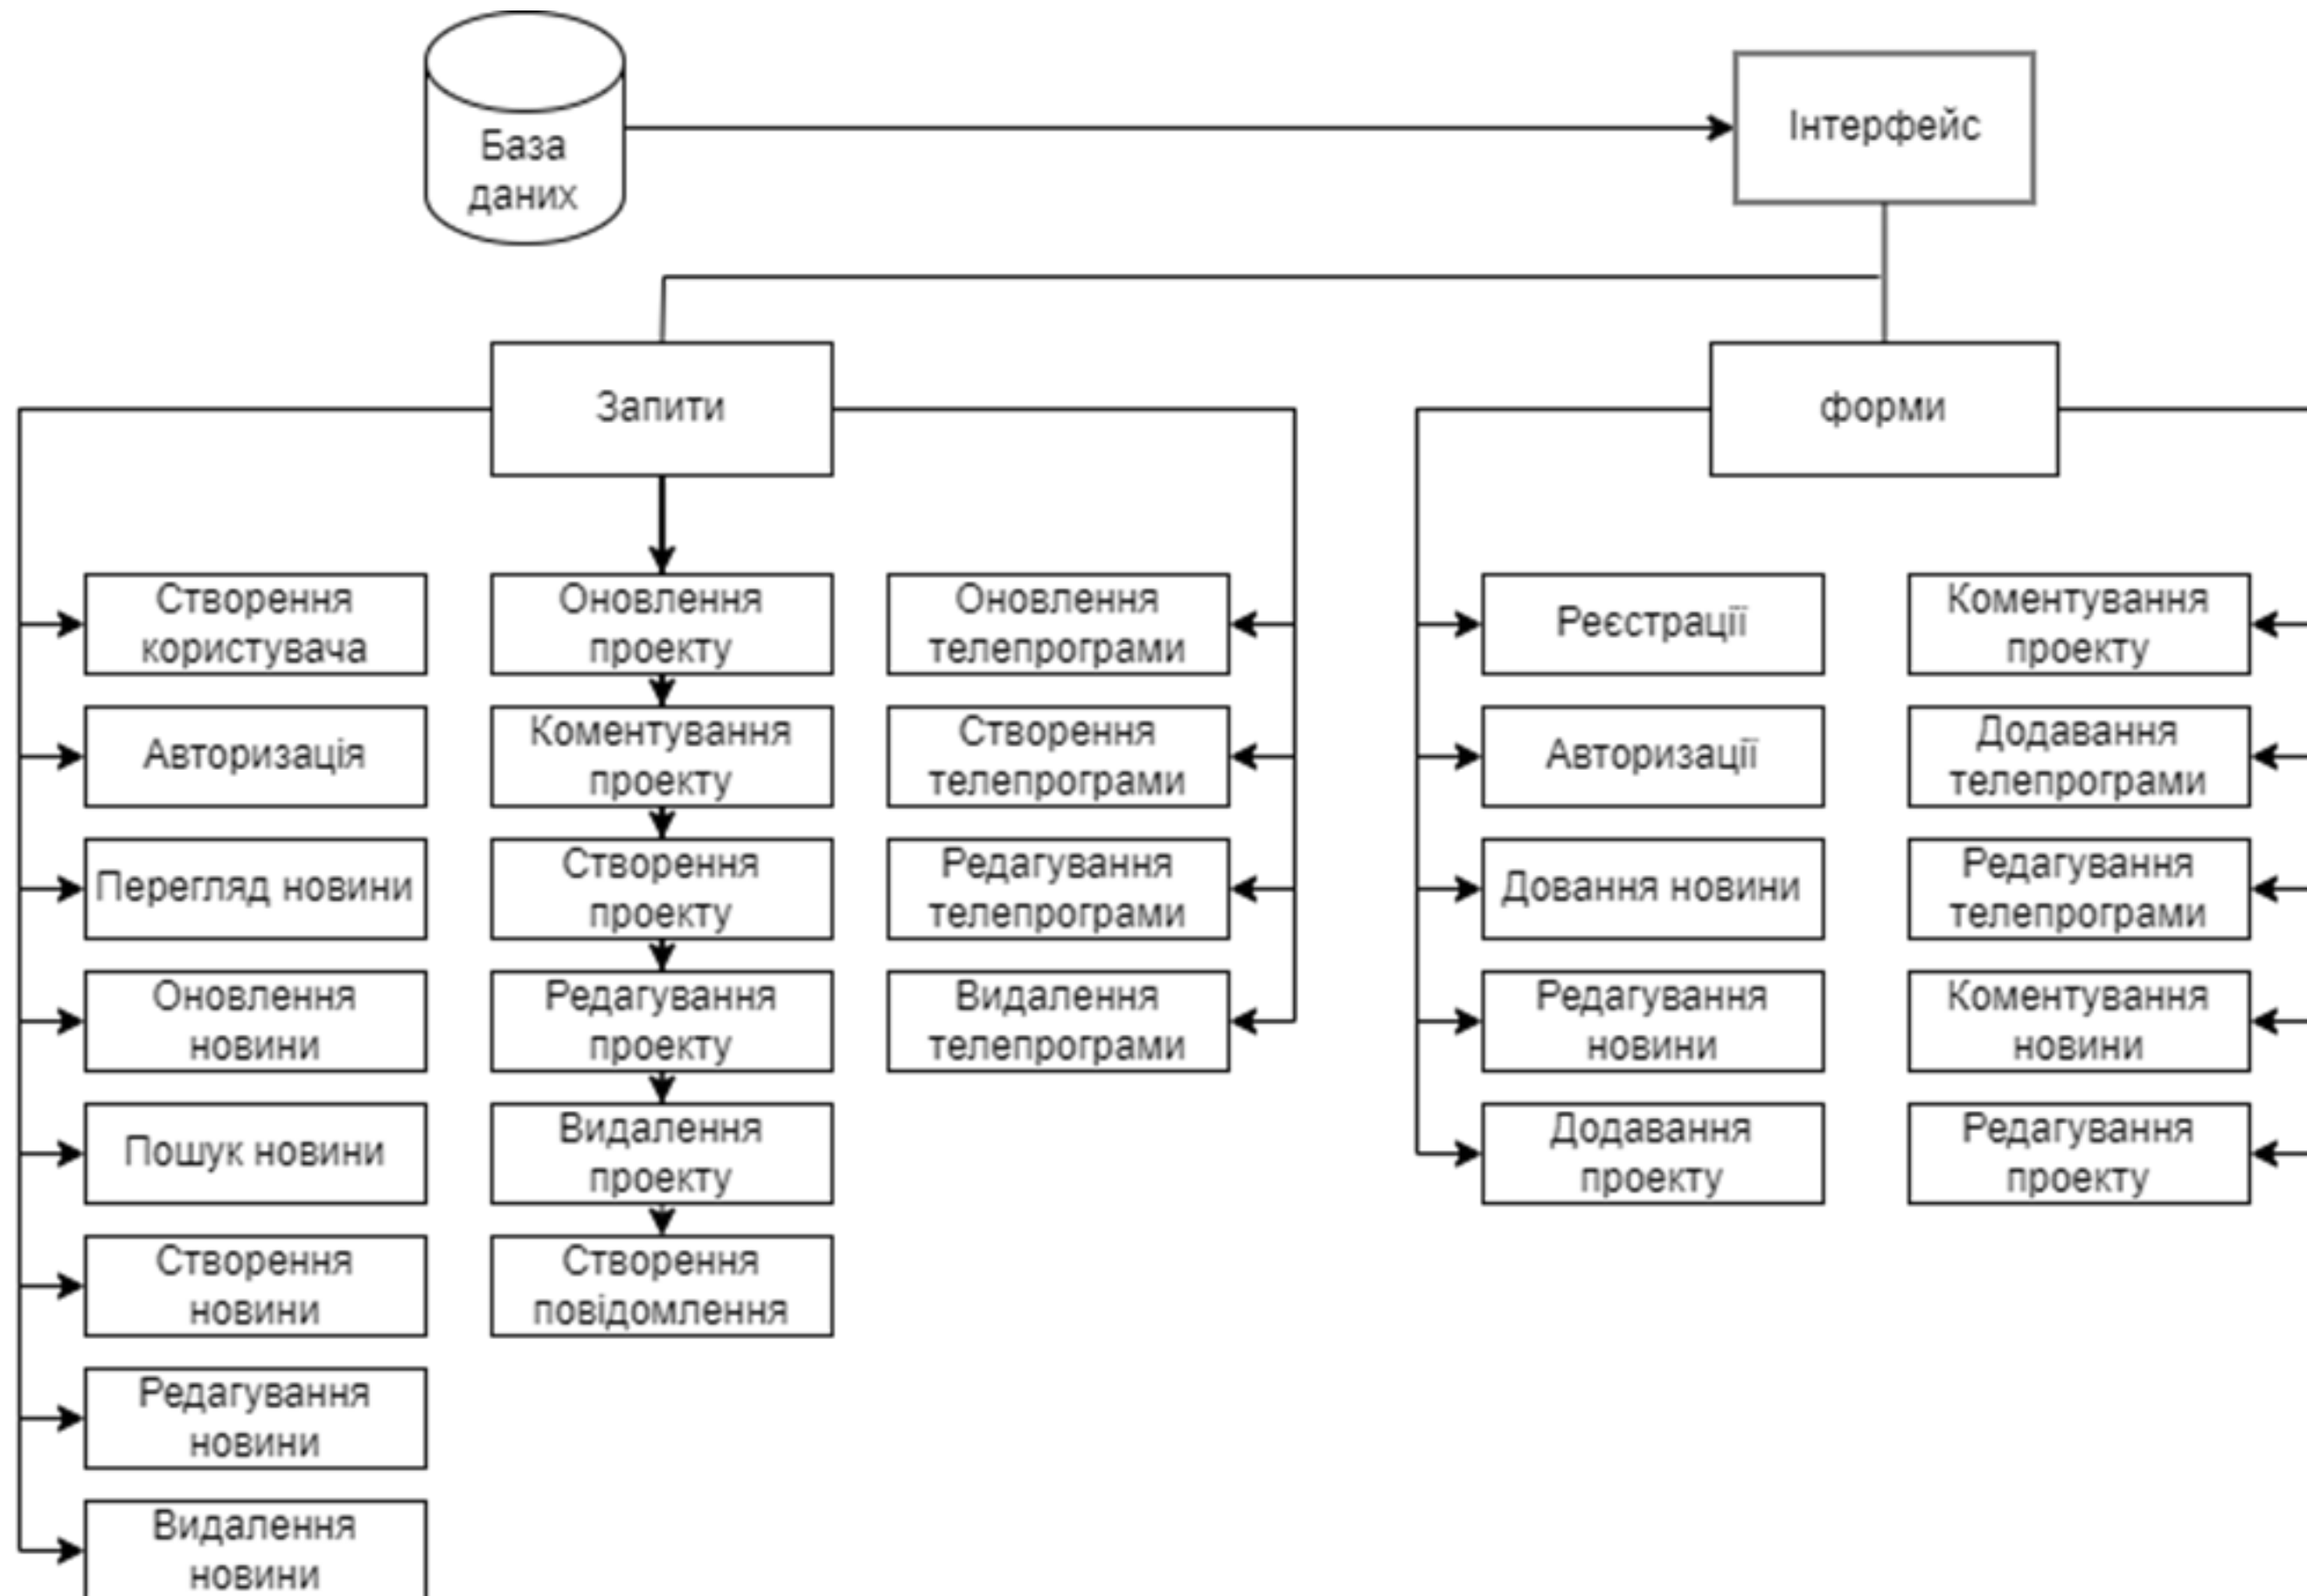 База
даних
Інтерфейс
Запити
форми
Створення
користувача
Авторизація
Перегляд новини
Оновлення
новини
Пошук новини
Створення
новини
Редагування
новини
Видалення
новини
Оновлення
проекту
Коментування
проекту
Створення
проекту
Редагування
проекту
Видалення
проекту
Створення
повідомлення
Оновлення
телепрограми
Створення
телепрограми
Редагування
телепрограми
Видалення
телепрограми
Реєстрації
Авторизації
Довання новини
Редагування
новини
Додавання
проекту
Коментування
проекту
Додавання
телепрограми
Редагування
телепрограми
Коментування
новини
Редагування
проекту